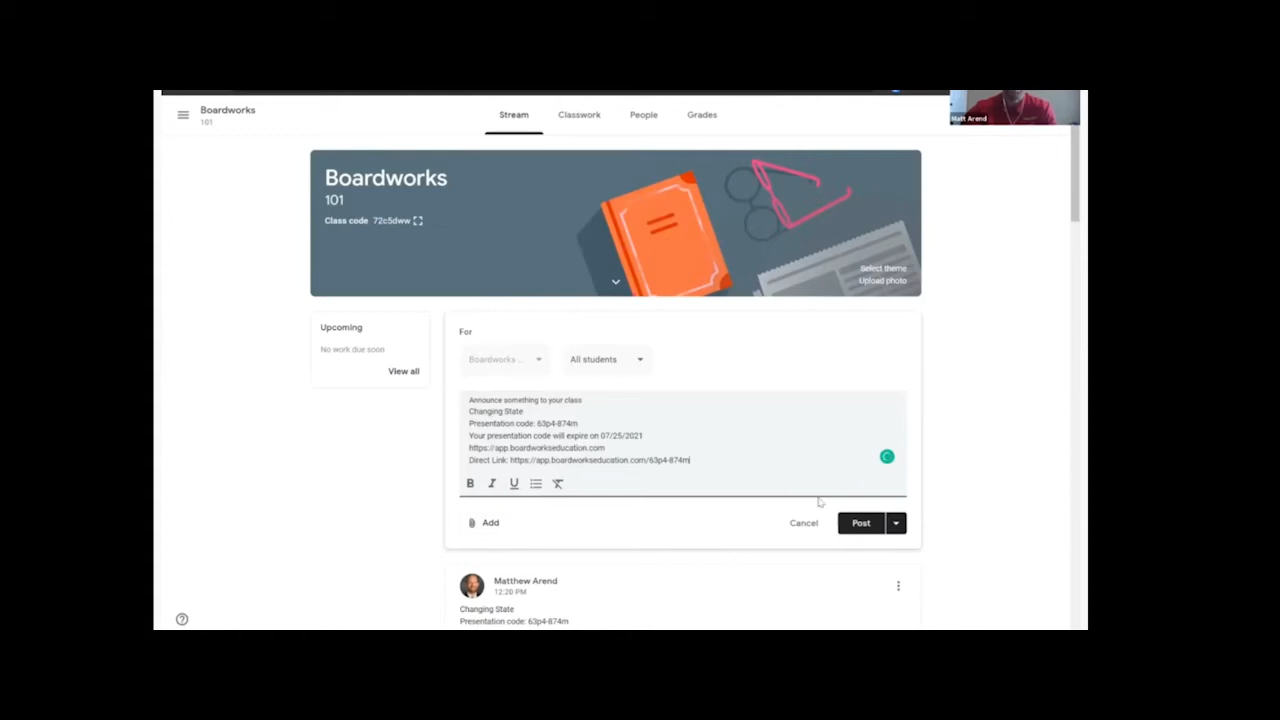 Boardworks
101
Stream Classwork People Grades
Matt Arend
Boardworks
101
Class code 72c5dww
Select theme
Upload photo
Upcoming
No work due soon
View all
For
Boardworks ...
All students
Announce something to your class
Changing State
Presentation code: 63p4-874m
Your presentation code will expire on 07/25/2021
https://app.boardworkseducation.com
Direct Link: https://app.boardworkseducation.com/63p4-874m
B I U
Add
Cancel
Post
Matthew Arend
12:20 PM
Changing State
Presentation code: 63p4-874m